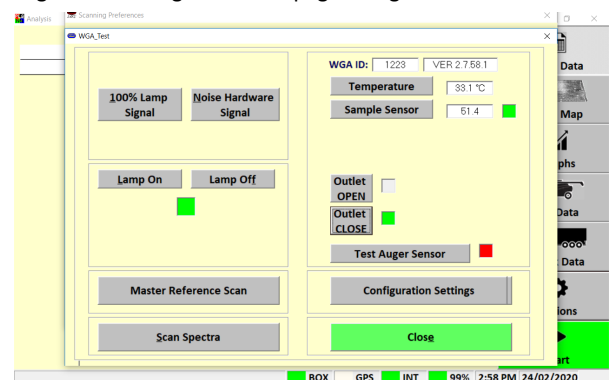 Analysis
Scanning Preferences
WGA_Test
WGA ID: 1223 VER 2.7.58.1
Temperature 33.1 °C
Sample Sensor 51.4
100% Lamp Signal
Noise Hardware Signal
Lamp On
Lamp Off
Outlet OPEN
Outlet CLOSE
Test Auger Sensor
Master Reference Scan
Configuration Settings
Scan Spectra
Close
Data
Map
phs
Data
Data
ions
art
BOX GPS INT 99% 2:58 PM 24/02/2020